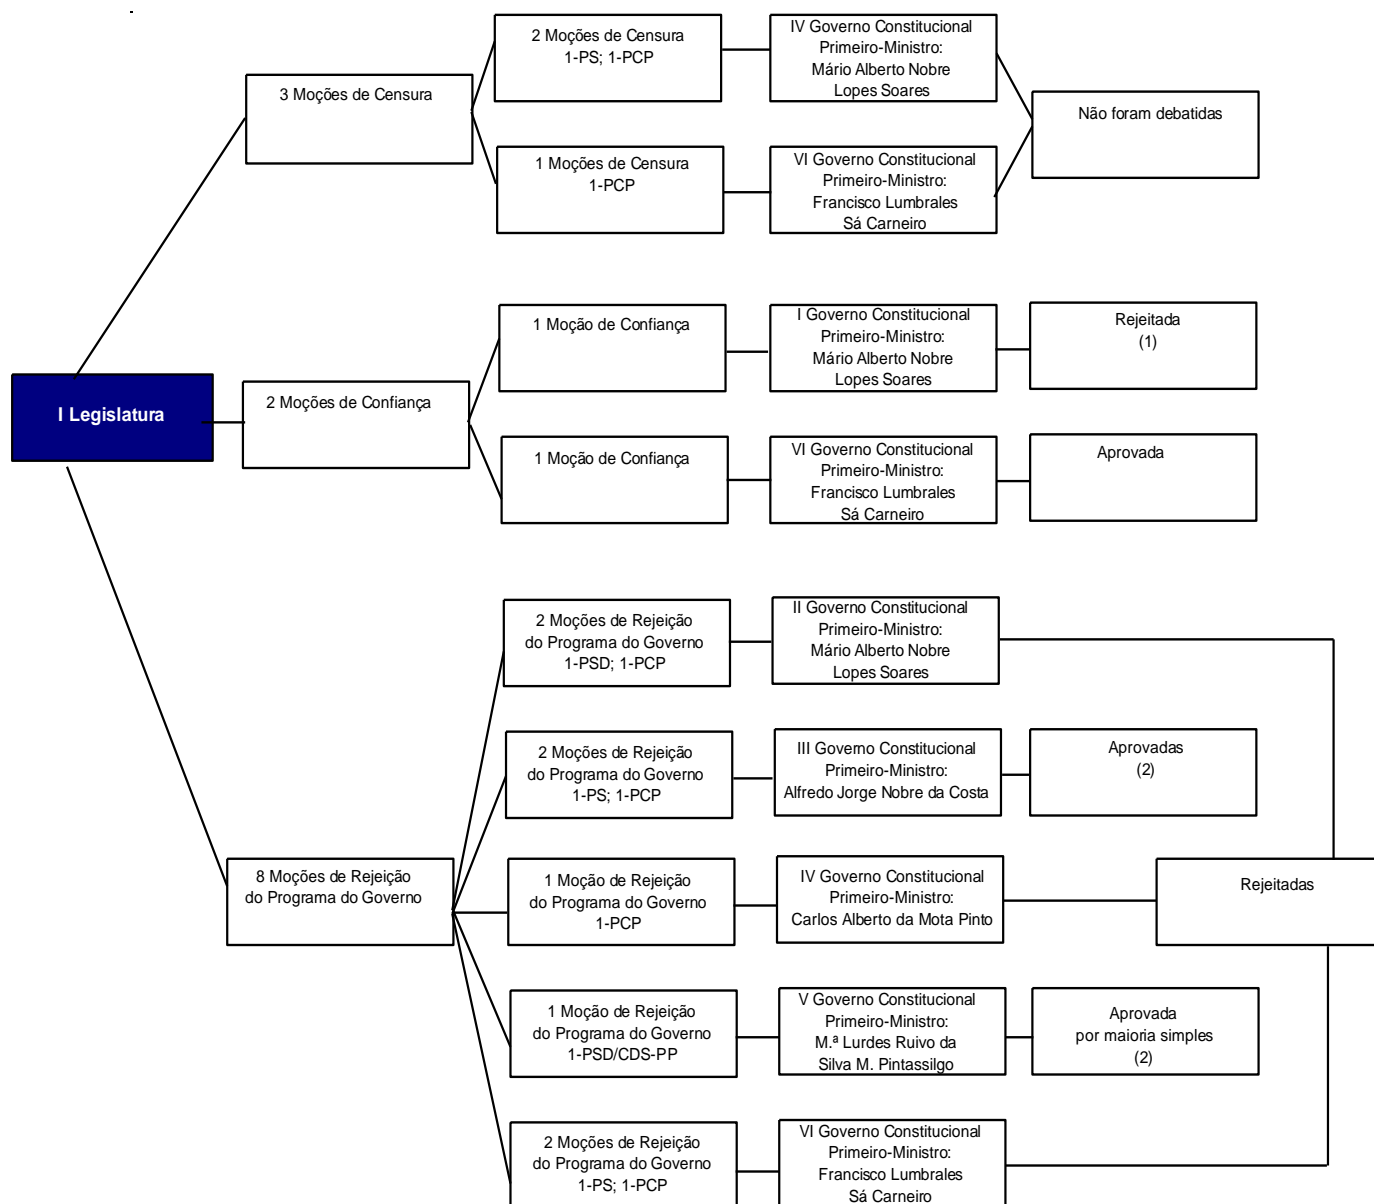 2 Moções de Censura
1-PS; 1-PCP
IV Governo Constitucional
Primeiro-Ministro:
Mário Alberto Nobre
Lopes Soares
3 Moções de Censura
Não foram debatidas
1 Moções de Censura
1-PCP
VI Governo Constitucional
Primeiro-Ministro:
Francisco Lumbrales
Sá Carneiro
1 Moção de Confiança
I Governo Constitucional
Primeiro-Ministro:
Mário Alberto Nobre
Lopes Soares
Rejeitada
(1)
I Legislatura
2 Moções de Confiança
1 Moção de Confiança
VI Governo Constitucional
Primeiro-Ministro:
Francisco Lumbrales
Sá Carneiro
Aprovada
2 Moções de Rejeição
do Programa do Governo
1-PSD; 1-PCP
II Governo Constitucional
Primeiro-Ministro:
Mário Alberto Nobre
Lopes Soares
2 Moções de Rejeição
do Programa do Governo
1-PS; 1-PCP
III Governo Constitucional
Primeiro-Ministro:
Alfredo Jorge Nobre da Costa
Aprovadas
(2)
8 Moções de Rejeição
do Programa do Governo
1 Moção de Rejeição
do Programa do Governo
1-PCP
IV Governo Constitucional
Primeiro-Ministro:
Carlos Alberto da Mota Pinto
Rejeitadas
1 Moção de Rejeição
do Programa do Governo
1-PSD/CDS-PP
V Governo Constitucional
Primeiro-Ministro:
M.ª Lurdes Ruivo da
Silva M. Pintassilgo
Aprovada
por maioria simples
(2)
2 Moções de Rejeição
do Programa do Governo
1-PS; 1-PCP
VI Governo Constitucional
Primeiro-Ministro:
Francisco Lumbrales
Sá Carneiro